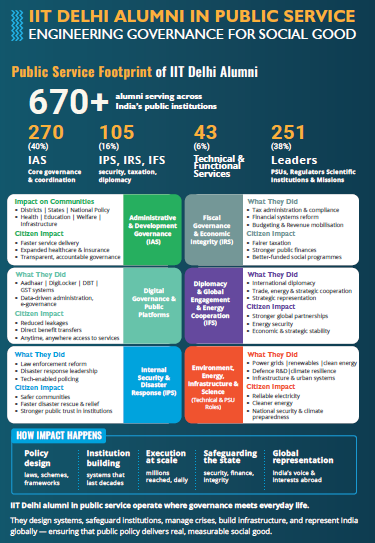 IIT DELHI ALUMNI IN PUBLIC SERVICE
ENGINEERING GOVERNANCE FOR SOCIAL GOOD
Public Service Footprint of IIT Delhi Alumni
670+
alumni serving across
India's public institutions
270
(40%)
IAS
Core governance
& coordination
105
(16%)
IPS, IRS, IFS
security, taxation,
diplomacy
43
(6%)
Technical &
Functional
Services
251
(38%)
Leaders
PSUs, Regulators Scientific
Institutions & Missions
Impact on Communities
• Districts | States | National Policy
• Health | Education | Welfare |
Infrastructure
Citizen Impact
• Faster service delivery
• Expanded healthcare & insurance
• Transparent, accountable governance
Administrative
& Development
Governance
(IAS)
Fiscal
Governance
& Economic
Integrity (IRS)
What They Did
• Tax administration & compliance
• Financial systems reform
• Budgeting & Revenue mobilisation
Citizen Impact
• Fairer taxation
• Stronger public finances
• Better-funded social programmes
What They Did
• Aadhaar | DigiLocker | DBT |
GST systems
• Data-driven administration,
e-governance
Citizen Impact
• Reduced leakages
• Direct benefit transfers
• Anytime, anywhere access to services
Digital
Governance &
Public
Platforms
Diplomacy
& Global
Engagement
& Energy
Cooperation
(IFS)
What They Did
• International diplomacy
• Trade, energy & strategic cooperation
• Strategic representation
Citizen Impact
• Stronger global partnerships
• Energy security
• Economic & strategic stability
What They Did
• Law enforcement reform
• Disaster response leadership
• Tech-enabled policing
Citizen Impact
• Safer communities
• Faster disaster rescue & relief
• Stronger public trust in institutions
Internal
Security &
Disaster
Response (IPS)
Environment,
Energy,
Infrastructure &
Science
(Technical & PSU
Roles)
What They Did
• Power grids |renewables |clean energy
• Defence R&D|climate resilience
• Infrastructure & urban systems
Citizen Impact
• Reliable electricity
• Cleaner energy
• National security & climate
preparedness
HOW IMPACT HAPPENS
Policy
design
laws, schemes,
frameworks
Institution
building
systems that
last decades
Execution
at scale
millions
reached, daily
Safeguarding
the state
security, finance,
integrity
Global
representation
India's voice &
interests abroad
IIT Delhi alumni in public service operate where governance meets everyday life.
They design systems, safeguard institutions, manage crises, build infrastructure, and represent India
globally — ensuring that public policy delivers real, measurable social good.